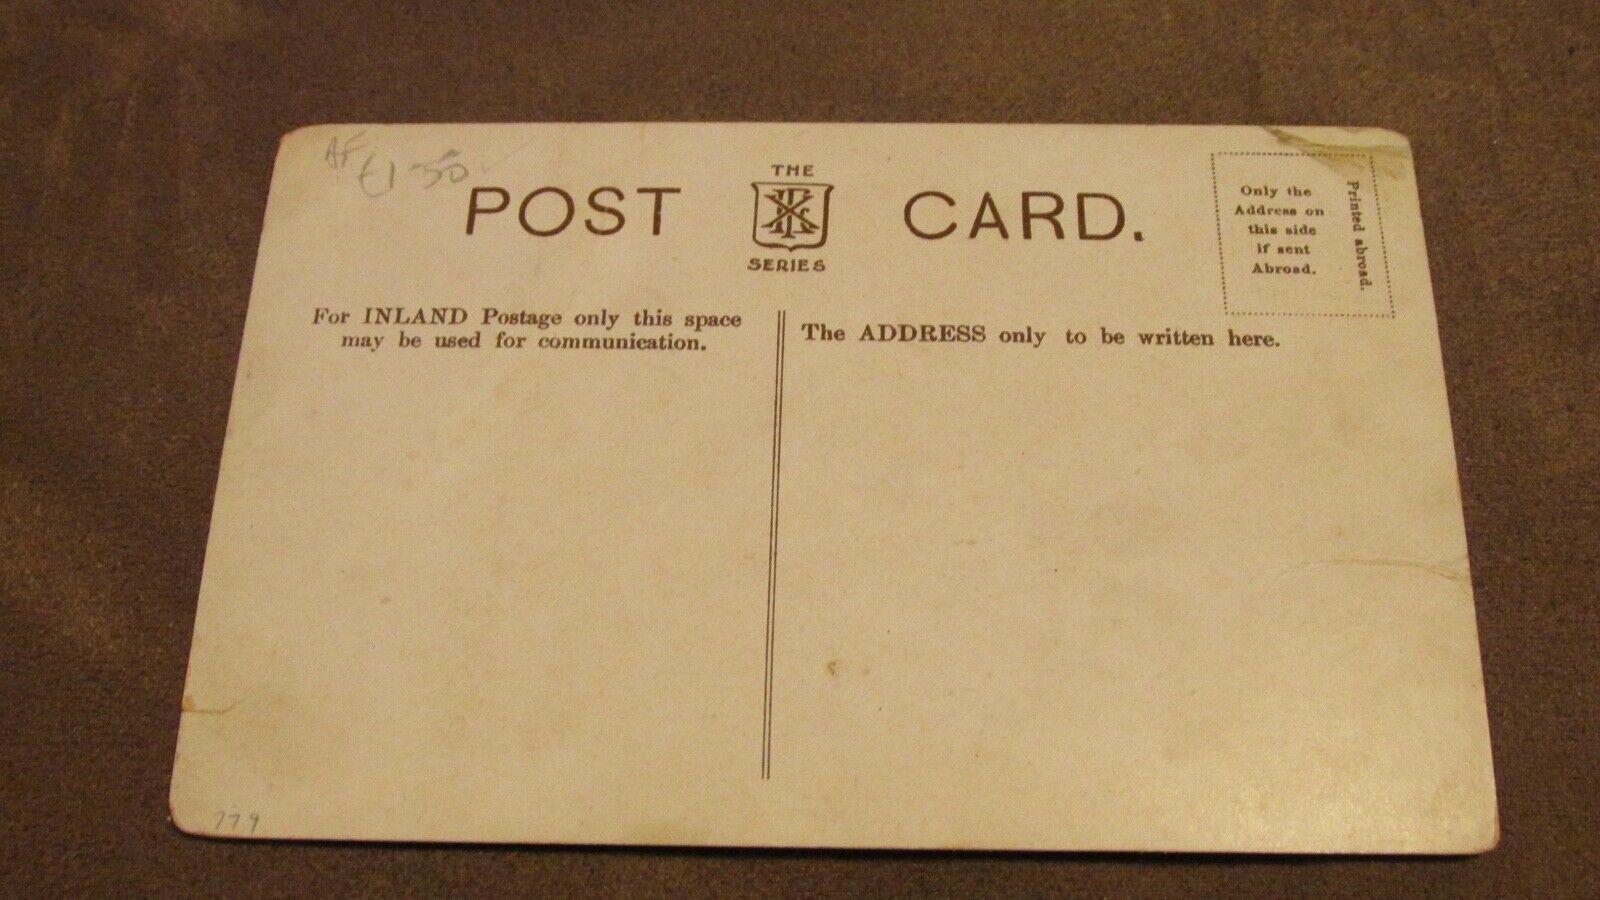 AF £1-50
THE
POST CARD.
SERIES
Only the
Address on
this side
if sent
Abroad.
Printed abroad.
For INLAND Postage only this space
may be used for communication.
The ADDRESS only to be written here.
779